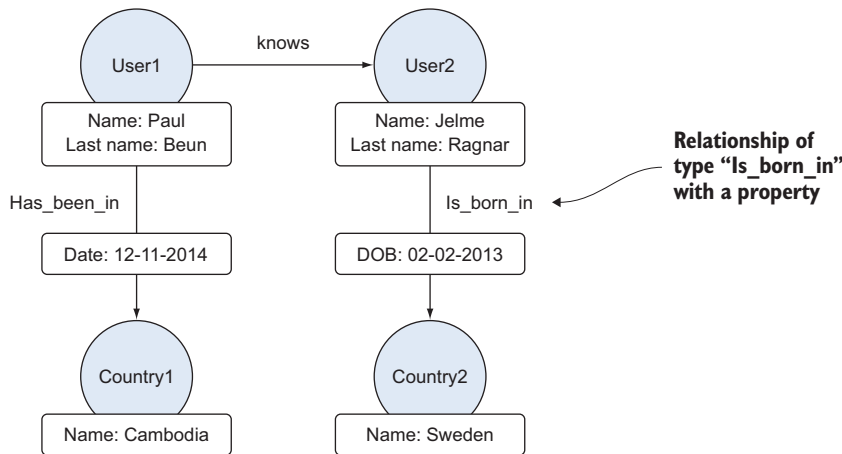 knows
User1
User2
Name: Paul
Last name: Beun
Name: Jelme
Last name: Ragnar
Relationship of
type “Is_born_in”
with a property
Has_been_in
Is_born_in
Date: 12-11-2014
DOB: 02-02-2013
Country1
Country2
Name: Cambodia
Name: Sweden